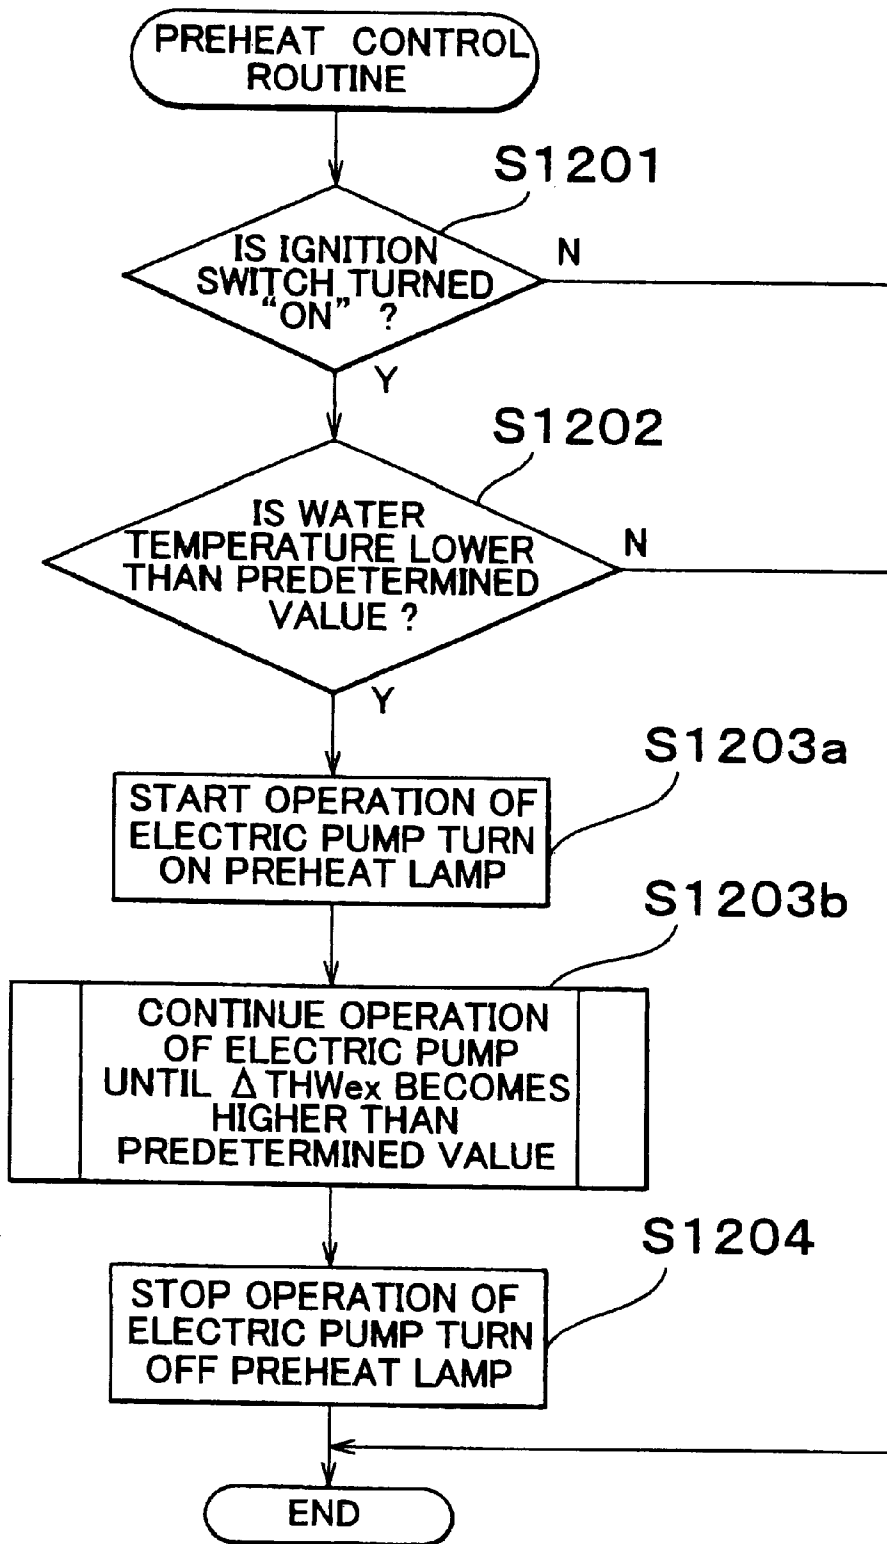 PREHEAT CONTROL
ROUTINE
S1201
IS IGNITION
SWITCH TURNED
“ON” ?
N
Y
S1202
IS WATER
TEMPERATURE LOWER
THAN PREDETERMINED
VALUE ?
N
Y
S1203a
START OPERATION OF
ELECTRIC PUMP TURN
ON PREHEAT LAMP
S1203b
CONTINUE OPERATION
OF ELECTRIC PUMP
UNTIL Δ THWex BECOMES
HIGHER THAN
PREDETERMINED VALUE
S1204
STOP OPERATION OF
ELECTRIC PUMP TURN
OFF PREHEAT LAMP
END